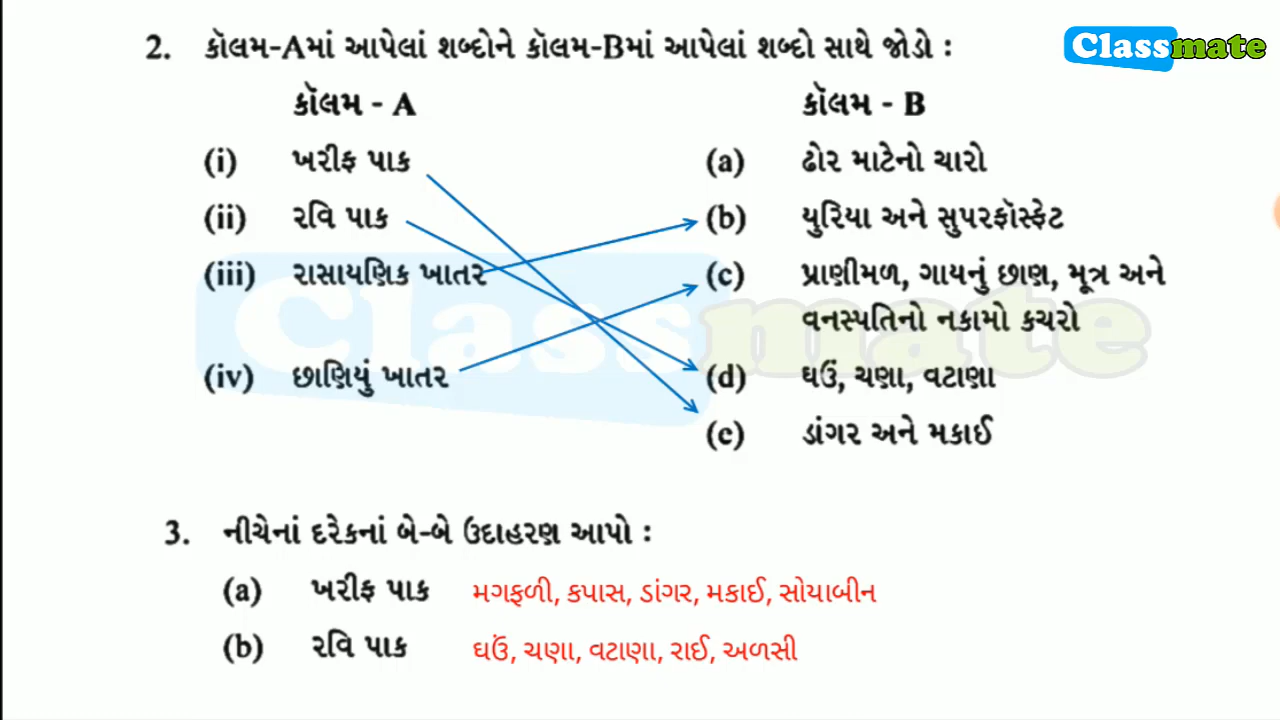 Classmate
2. કૉલમ-Aમાં આપેલાં શબ્દોને કૉલમ-Bમાં આપેલાં શબ્દો સાથે જોડો :
કૉલમ - A કૉલમ - B
(i) ખરીફ પાક (a) ઢોર માટેનો ચારો
(ii) રવિ પાક (b) યુરિયા અને સુપરફૉસ્ફેટ
(iii) રાસાયણિક ખાતર (c) પ્રાણીમળ, ગાયનું છાણ, મૂત્ર અને
વનસ્પતિનો નકામો કચરો
(iv) છાણિયું ખાતર (d) ઘઉં, ચણા, વટાણા
(e) ડાંગર અને મકાઈ
Classmate
3. નીચેનાં દરેકનાં બે-બે ઉદાહરણ આપો :
(a) ખરીફ પાક મગફળી, કપાસ, ડાંગર, મકાઈ, સોયાબીન
(b) રવિ પાક ઘઉં, ચણા, વટાણા, રાઈ, અળસી